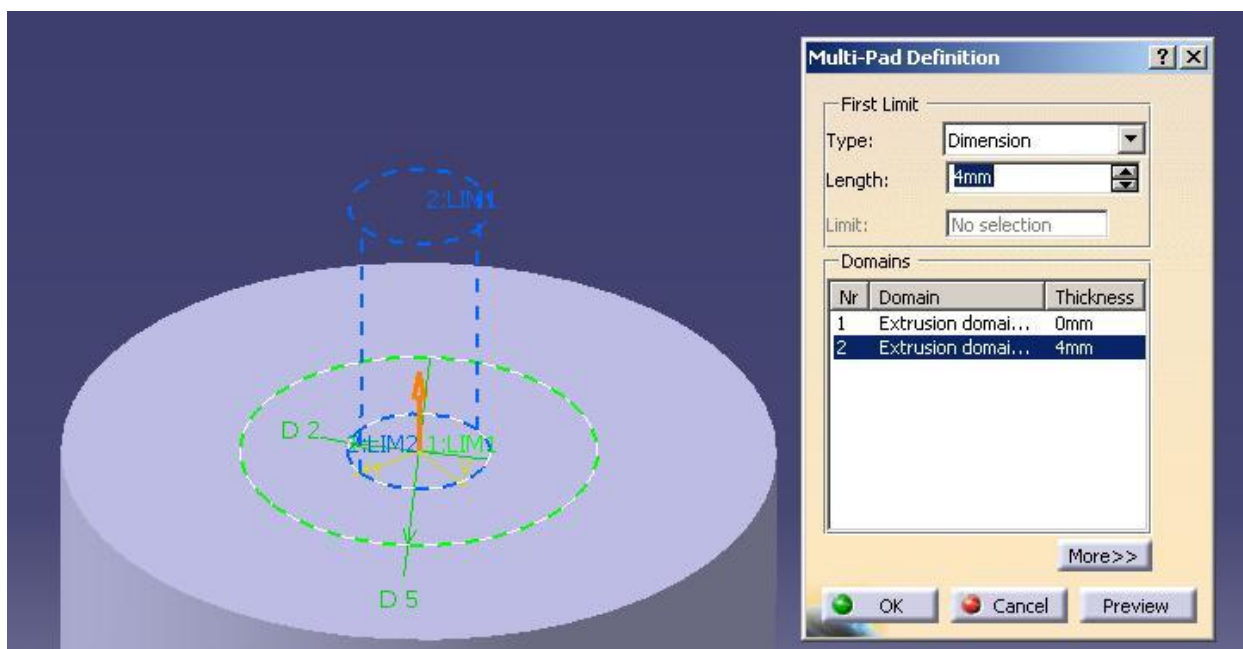 2:LIM1
D 2
2:LIM2 1:LIM1
D 5
Multi-Pad Definition
? X
First Limit
Type: Dimension
Length: 4mm
Limit: No selection
Domains
Nr Domain Thickness
1 Extrusion domai... 0mm
2 Extrusion domai... 4mm
More>>
OK Cancel Preview